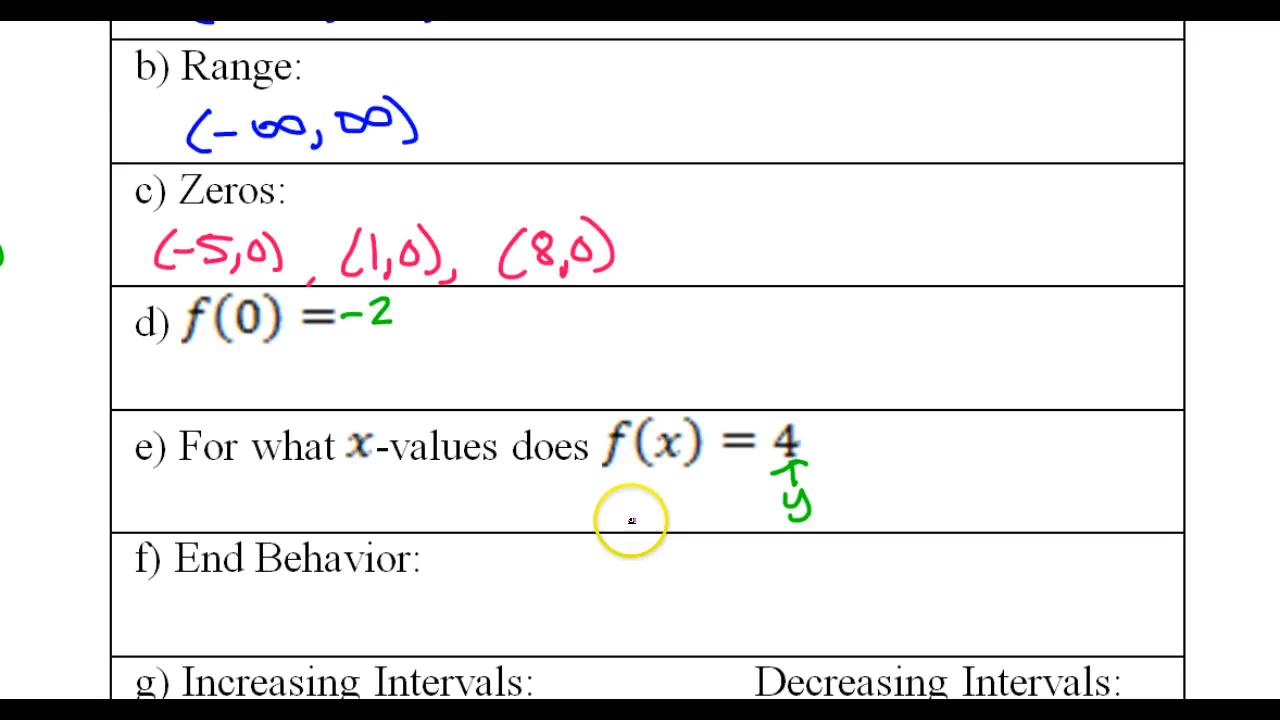 b) Range:
(-∞, ∞)
c) Zeros:
(-5,0), (1,0), (8,0)
d) f(0) = -2
e) For what x-values does f(x) = 4
↑
y
f) End Behavior:
g) Increasing Intervals: Decreasing Intervals: